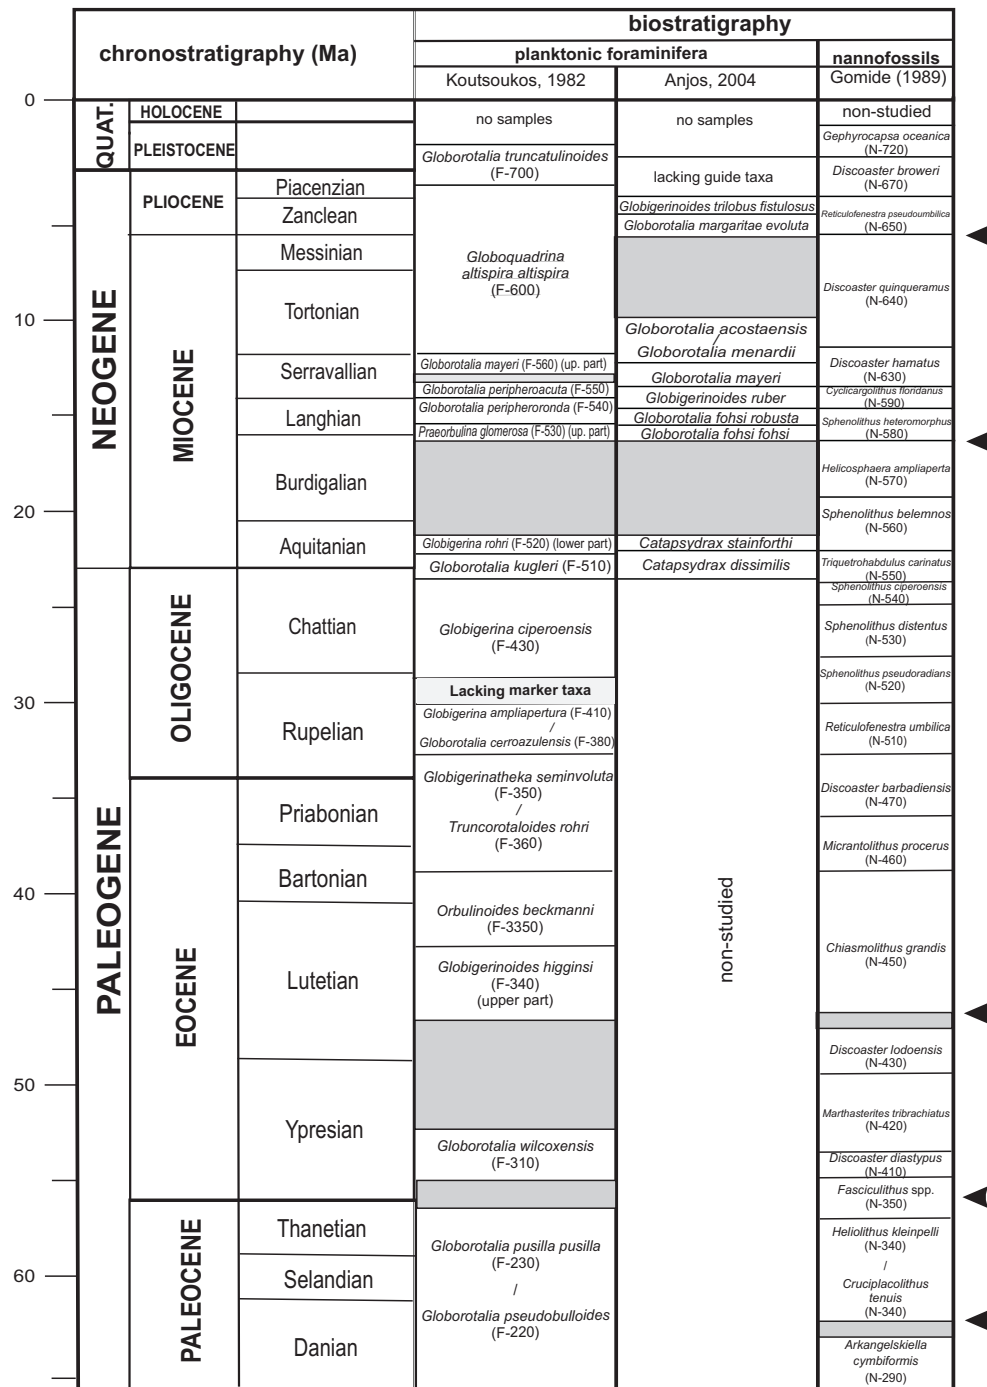 biostratigraphy
chronostratigraphy (Ma)
planktonic foraminifera
nannofossils
Koutsoukos, 1982
Anjos, 2004
Gomide (1989)
0
10
20
30
40
50
60
QUAT.
NEOGENE
PALEOGENE
HOLOCENE
PLEISTOCENE
PLIOCENE
MIOCENE
OLIGOCENE
EOCENE
PALEOCENE
Piacenzian
Zanclean
Messinian
Tortonian
Serravallian
Langhian
Burdigalian
Aquitanian
Chattian
Rupelian
Priabonian
Bartonian
Lutetian
Ypresian
Thanetian
Selandian
Danian
no samples
Globorotalia truncatulinoides
(F-700)
Globoquadrina
altispira altispira
(F-600)
Globorotalia mayeri (F-560) (up. part)
Globorotalia peripheroacuta (F-550)
Globorotalia peripheroronda (F-540)
Praeorbulina glomerosa (F-530) (up. part)
Globigerina rohri (F-520) (lower part)
Globorotalia kugleri (F-510)
Globigerina ciperoensis
(F-430)
Lacking marker taxa
Globigerina ampliapertura (F-410)
/
Globorotalia cerroazulensis (F-380)
Globigerinatheka seminvoluta
(F-350)
/
Truncorotaloides rohri
(F-360)
Orbulinoides beckmanni
(F-3350)
Globigerinoides higginsi
(F-340)
(upper part)
Globorotalia wilcoxensis
(F-310)
Globorotalia pusilla pusilla
(F-230)
/
Globorotalia pseudobulloides
(F-220)
no samples
lacking guide taxa
Globigerinoides trilobus fistulosus
Globorotalia margaritae evoluta
Globorotalia acostaensis
/
Globorotalia menardii
Globorotalia mayeri
Globigerinoides ruber
Globorotalia fohsi robusta
Globorotalia fohsi fohsi
Catapsydrax stainforthi
Catapsydrax dissimilis
non-studied
non-studied
Gephyrocapsa oceanica
(N-720)
Discoaster broweri
(N-670)
Reticulofenestra pseudoumbilica
(N-650)
Discoaster quinqueramus
(N-640)
Discoaster hamatus
(N-630)
Cyclicargolithus floridanus
(N-590)
Sphenolithus heteromorphus
(N-580)
Helicosphaera ampliaperta
(N-570)
Sphenolithus belemnos
(N-560)
Triquetrohabdulus carinatus
(N-550)
Sphenolithus ciperoensis
(N-540)
Sphenolithus distentus
(N-530)
Sphenolithus pseudoradians
(N-520)
Reticulofenestra umbilica
(N-510)
Discoaster barbadiensis
(N-470)
Micrantolithus procerus
(N-460)
Chiasmolithus grandis
(N-450)
Discoaster lodoensis
(N-430)
Marthasterites tribrachiatus
(N-420)
Discoaster diastypus
(N-410)
Fasciculithus spp.
(N-350)
Heliolithus kleinpelli
(N-340)
/
Cruciplacolithus
tenuis
(N-340)
Arkangelskiella
cymbiformis
(N-290)